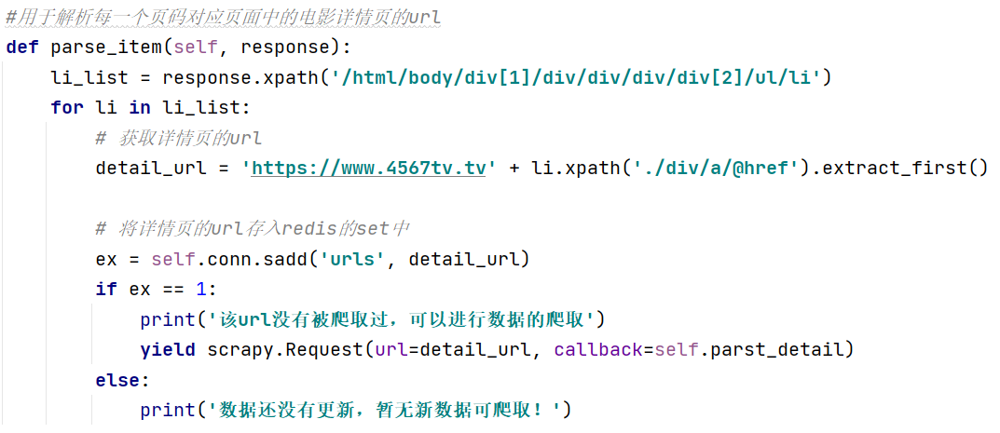 #用于解析每一个页码对应页面中的电影详情页的url
def parse_item(self, response):
    li_list = response.xpath('/html/body/div[1]/div/div/div/div[2]/ul/li')
    for li in li_list:
        # 获取详情页的url
        detail_url = 'https://www.4567tv.tv' + li.xpath('./div/a/@href').extract_first()
        # 将详情页的url存入redis的set中
        ex = self.conn.sadd('urls', detail_url)
        if ex == 1:
            print('该url没有被爬取过，可以进行数据的爬取')
            yield scrapy.Request(url=detail_url, callback=self.parst_detail)
        else:
            print('数据还没有更新，暂无新数据可爬取！')